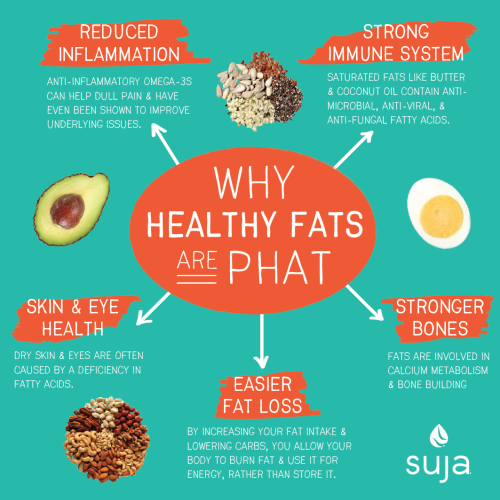 REDUCED
INFLAMMATION
ANTI-INFLAMMATORY OMEGA-3S
CAN HELP DULL PAIN & HAVE
EVEN BEEN SHOWN TO IMPROVE
UNDERLYING ISSUES.
STRONG
IMMUNE SYSTEM
SATURATED FATS LIKE BUTTER
& COCONUT OIL CONTAIN ANTI-
MICROBIAL, ANTI-VIRAL, &
ANTI-FUNGAL FATTY ACIDS.
WHY
HEALTHY FATS
ARE PHAT
SKIN & EYE
HEALTH
DRY SKIN & EYES ARE OFTEN
CAUSED BY A DEFICIENCY IN
FATTY ACIDS.
EASIER
FAT LOSS
BY INCREASING YOUR FAT INTAKE &
LOWERING CARBS, YOU ALLOW YOUR
BODY TO BURN FAT & USE IT FOR
ENERGY, RATHER THAN STORE IT.
STRONGER
BONES
FATS ARE INVOLVED IN
CALCIUM METABOLISM
& BONE BUILDING
suja